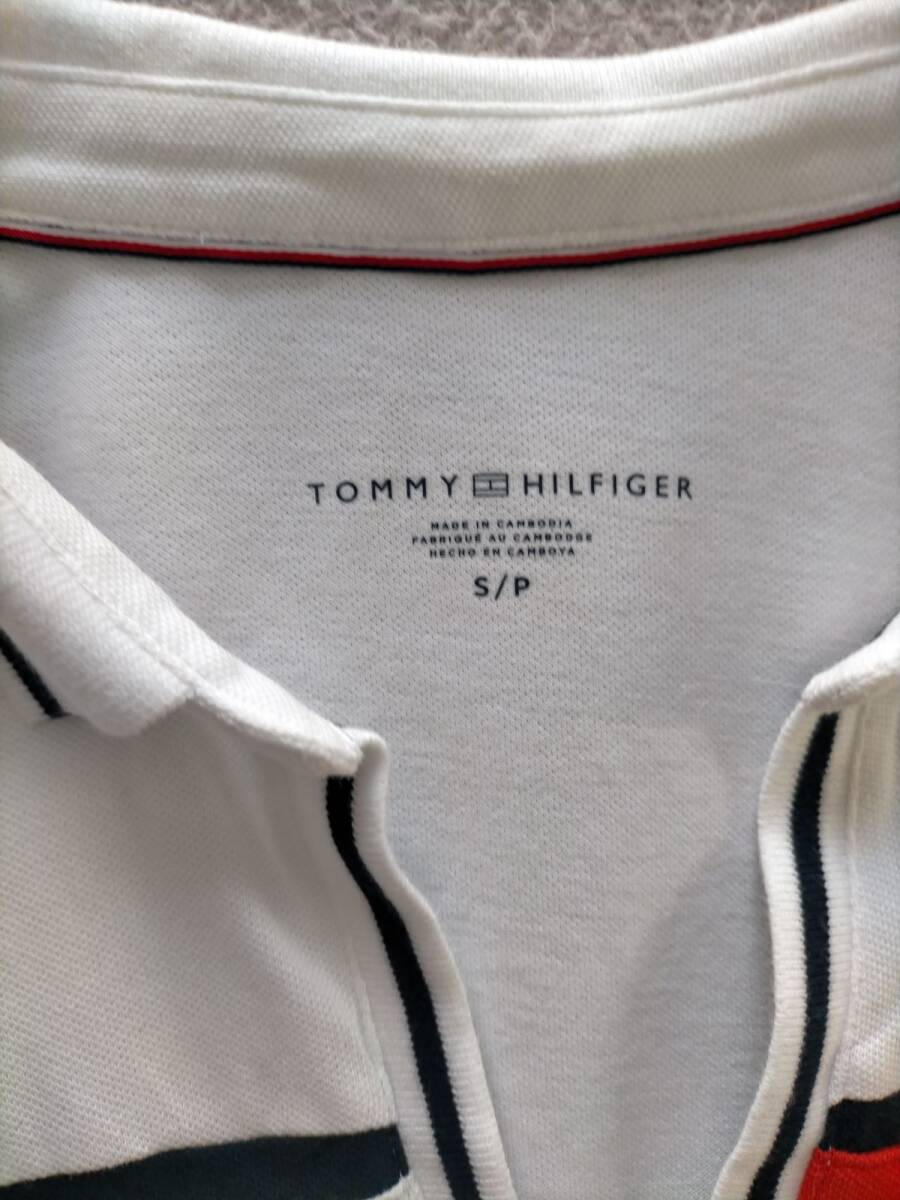 TOMMY HILFIGER
MADE IN CAMBODIA
FABRIQUÉ AU CAMBODGE
HECHO EN CAMBOYA
S/P